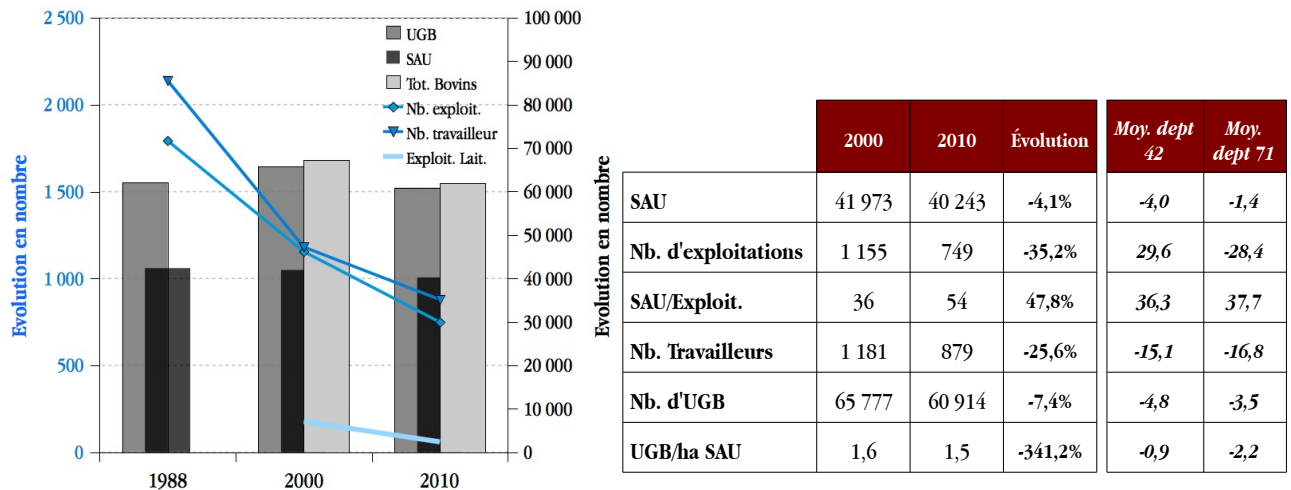 2 500
2 000
1 500
1 000
500
0
Evolution en nombre
UGB
SAU
Tot. Bovins
Nb. exploit.
Nb. travailleur
Exploit. Lait.
100 000
90 000
80 000
70 000
60 000
50 000
40 000
30 000
20 000
10 000
0
Evolution en nombre
1988 2000 2010
2000 2010 Évolution Moy. dept 42 Moy. dept 71
SAU 41 973 40 243 -4,1% -4,0 -1,4
Nb. d'exploitations 1 155 749 -35,2% 29,6 -28,4
SAU/Exploit. 36 54 47,8% 36,3 37,7
Nb. Travailleurs 1 181 879 -25,6% -15,1 -16,8
Nb. d'UGB 65 777 60 914 -7,4% -4,8 -3,5
UGB/ha SAU 1,6 1,5 -341,2% -0,9 -2,2